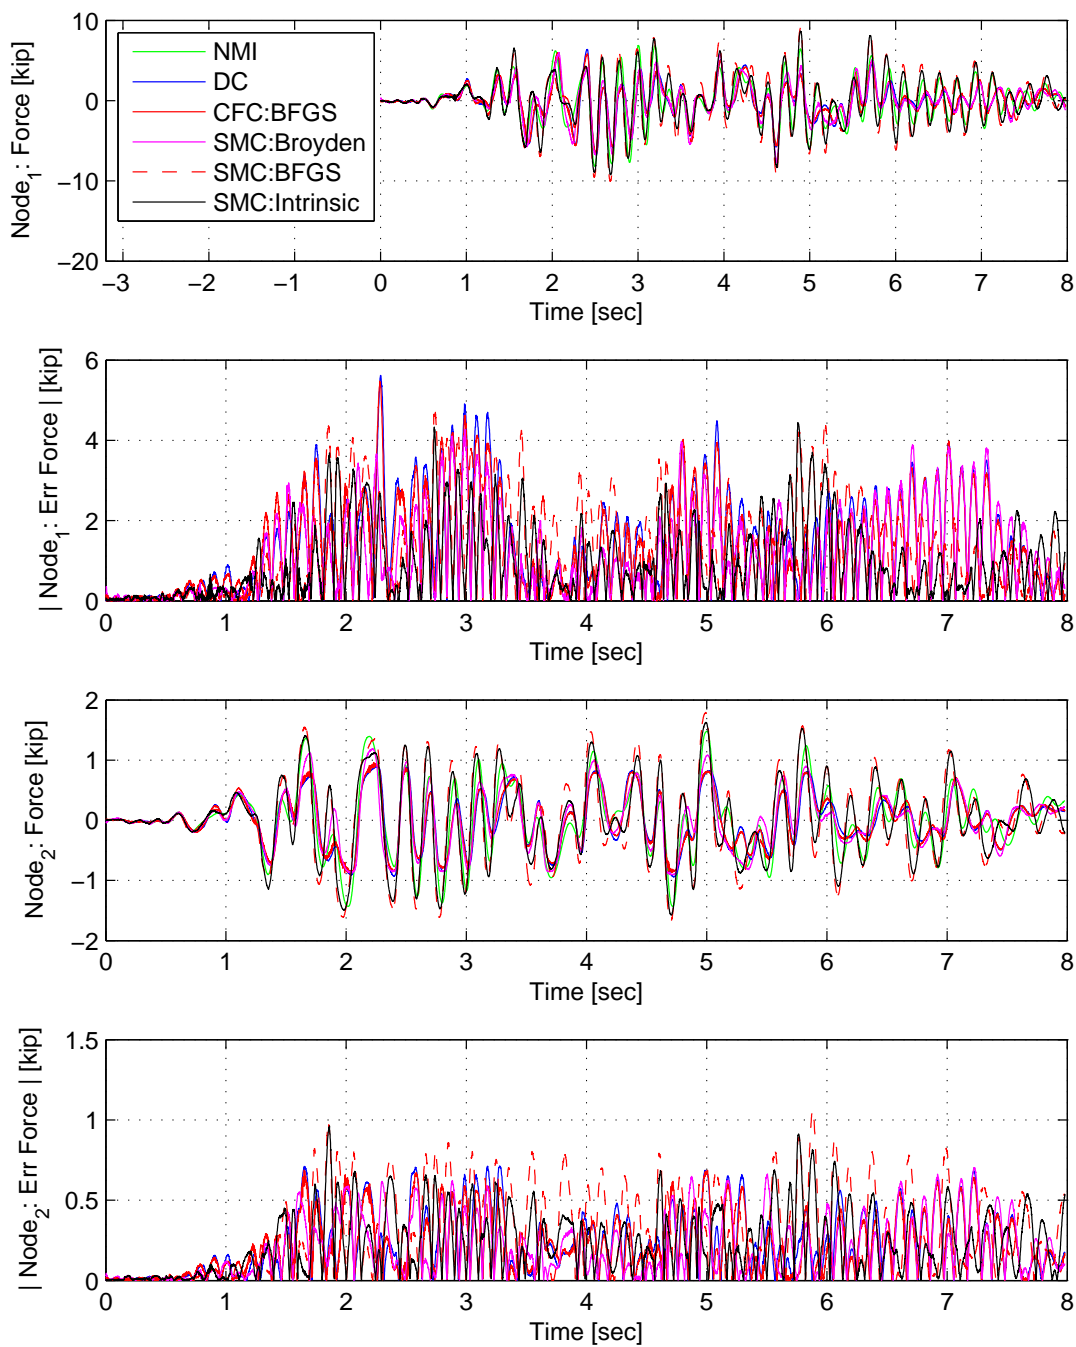 10
0
−10
−20
Node1: Force [kip]
NMI
DC
CFC:BFGS
SMC:Broyden
SMC:BFGS
SMC:Intrinsic
−3 −2 −1 0 1 2 3 4 5 6 7 8
Time [sec]
6
4
2
0
| Node1: Err Force | [kip]
0 1 2 3 4 5 6 7 8
Time [sec]
2
1
0
−1
−2
Node2: Force [kip]
0 1 2 3 4 5 6 7 8
Time [sec]
1.5
1
0.5
0
| Node2: Err Force | [kip]
0 1 2 3 4 5 6 7 8
Time [sec]